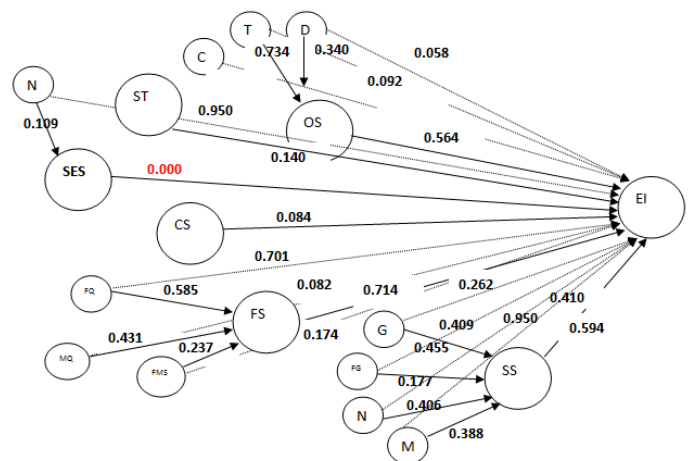 T
D
0.734
0.340
0.058
C
0.092
N
ST
0.950
OS
0.564
0.109
0.140
SES
0.000
EI
CS
0.084
0.701
FQ
0.585
0.082
0.714
0.262
0.410
FS
0.950
G
0.409
0.594
0.431
0.174
0.455
MQ
0.237
FMS
FG
0.177
SS
N
0.406
M
0.388